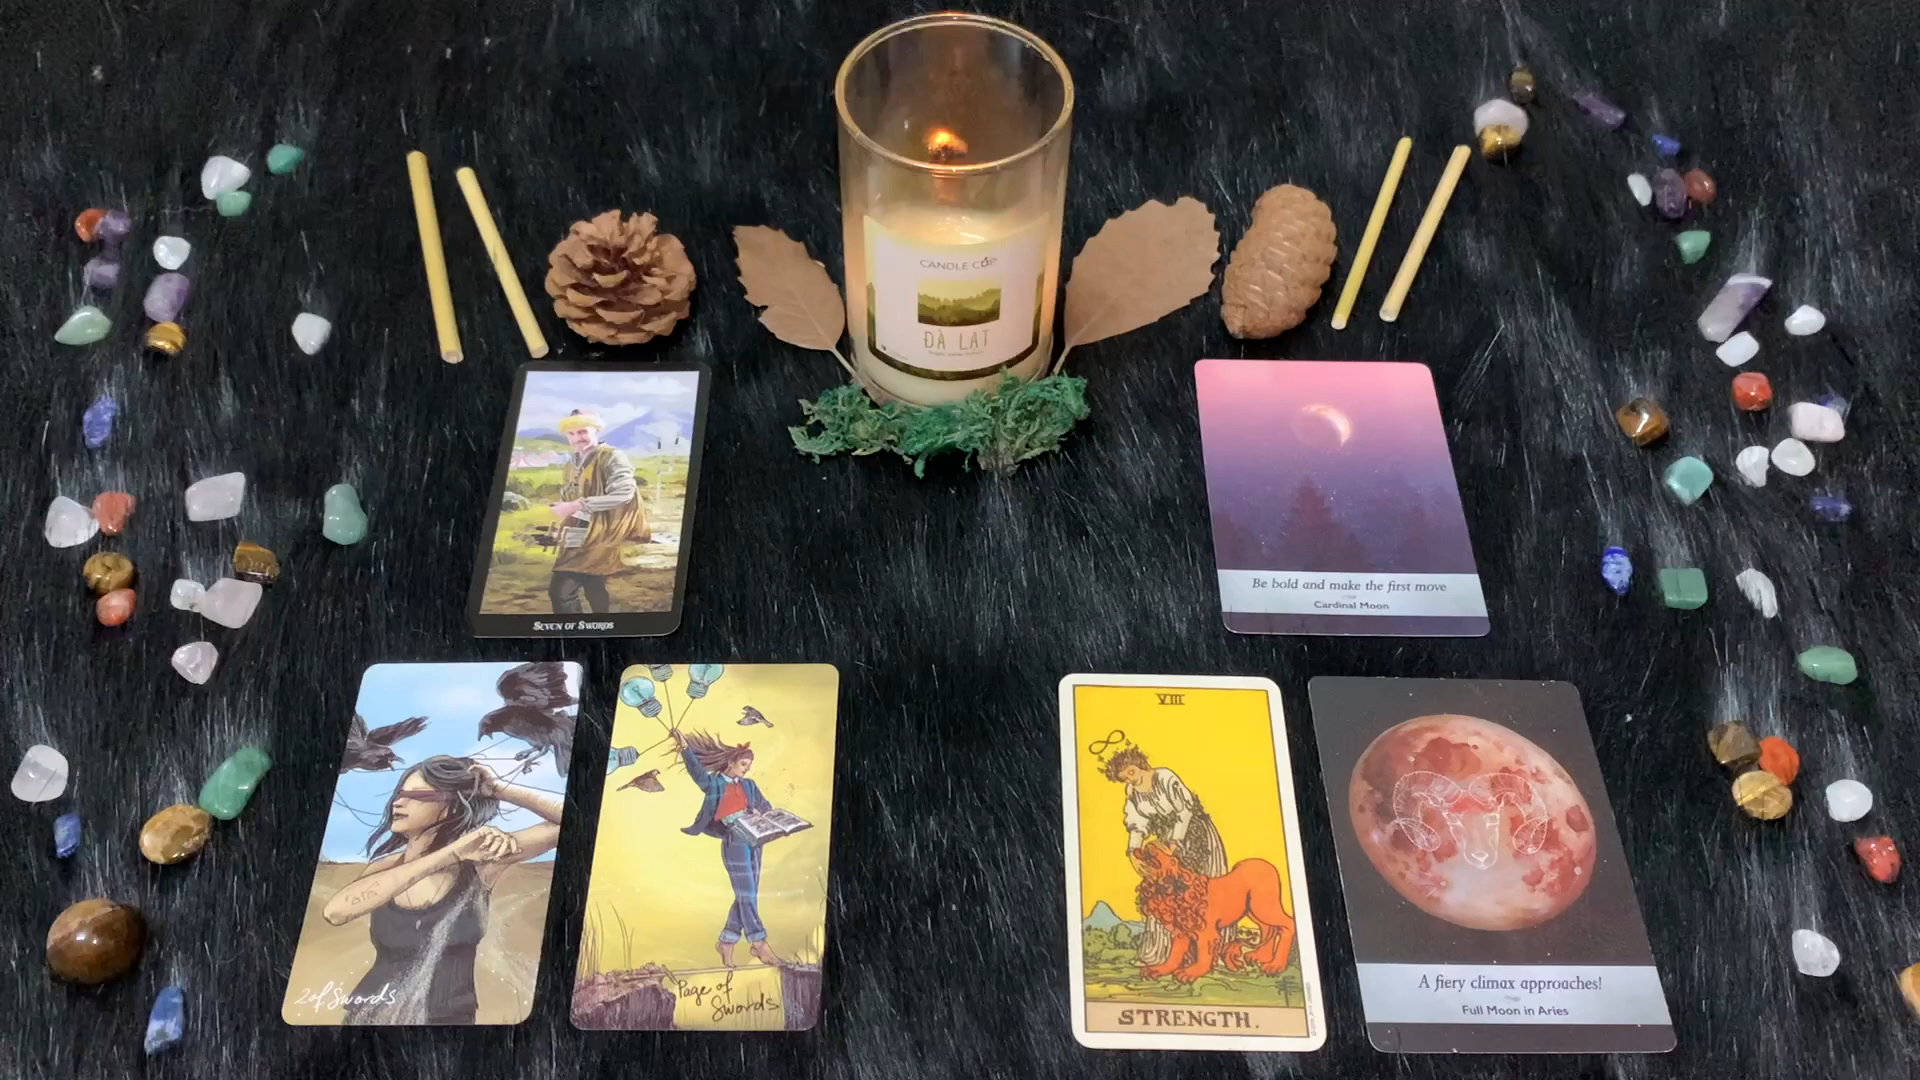 CANDLE CUP
ĐÀ LẠT
SEVEN OF SWORDS
Be bold and make the first move
Cardinal Moon
2 of Swords
Page of
Swords
VIII
STRENGTH.
A fiery climax approaches!
Full Moon in Aries